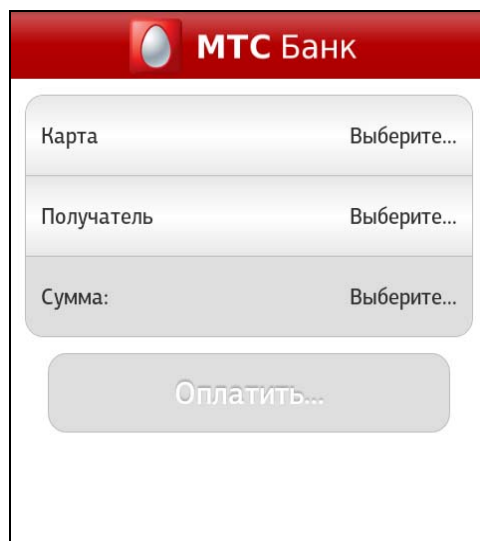 МТС Банк
Карта Выберите...
Получатель Выберите...
Сумма: Выберите...
Оплатить...